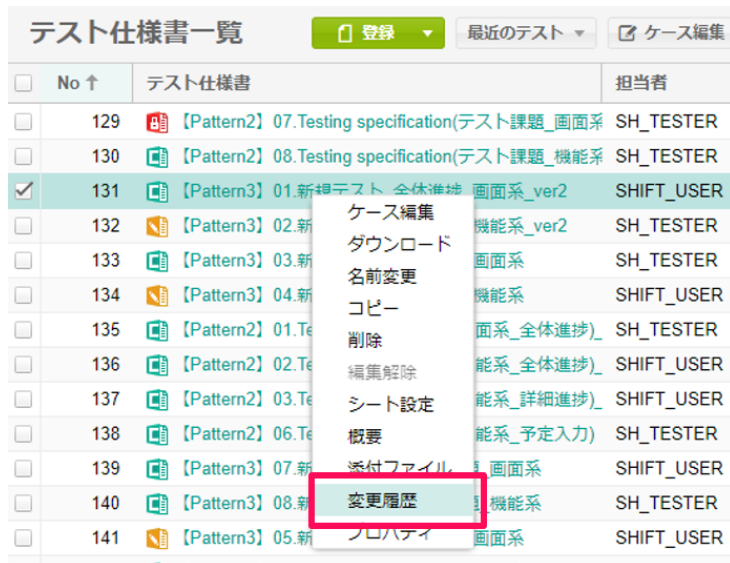 テスト仕様書一覧 登録 最近のテスト ケース編集
No テスト仕様書 担当者
129 【Pattern2】07.Testing specification(テスト課題_画面系 SH_TESTER
130 【Pattern2】08.Testing specification(テスト課題_機能系 SH_TESTER
131 【Pattern3】01.新規テスト_全体進捗_画面系_ver2 SHIFT_USER
132 【Pattern3】02.新 機能系_ver2 SH_TESTER
133 【Pattern3】03.新 画面系 SH_TESTER
134 【Pattern3】04.新 機能系 SHIFT_USER
135 【Pattern2】01.Te 面系_全体進捗)_ SH_TESTER
136 【Pattern2】02.Te 能系_全体進捗)_ SHIFT_USER
137 【Pattern2】03.Te 能系_詳細進捗)_ SHIFT_USER
138 【Pattern2】06.Te 能系_予定入力) SH_TESTER
139 【Pattern3】07.新 _画面系 SHIFT_USER
140 【Pattern3】08.新 _機能系 SH_TESTER
141 【Pattern3】05.新 画面系 SHIFT_USER
ケース編集
ダウンロード
名前変更
コピー
削除
編集解除
シート設定
概要
添付ファイル
変更履歴
プロパティ